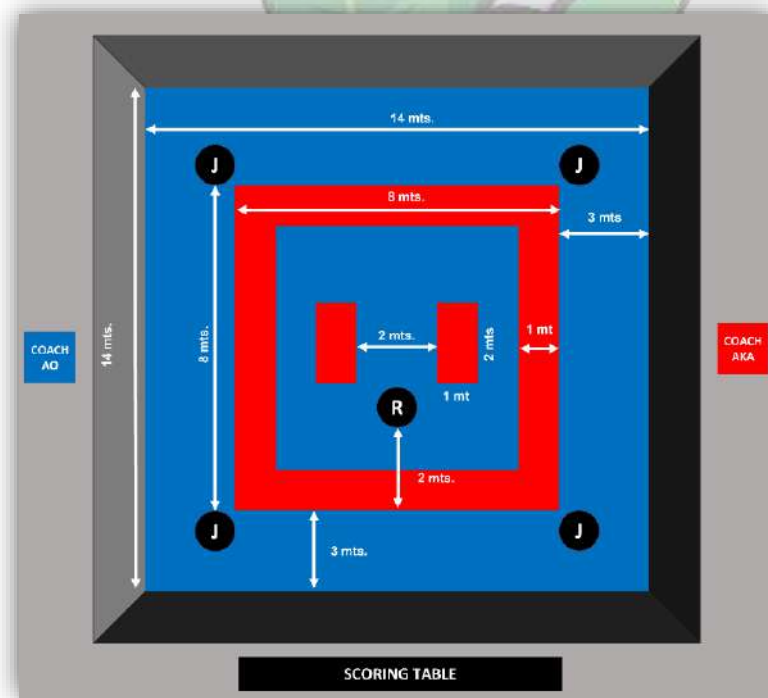 14 mts.
J
J
8 mts.
3 mts
14 mts.
8 mts.
2 mts.
2 mts
1 mt
COACH
AO
COACH
AKA
1 mt
R
2 mts.
J
J
3 mts.
SCORING TABLE